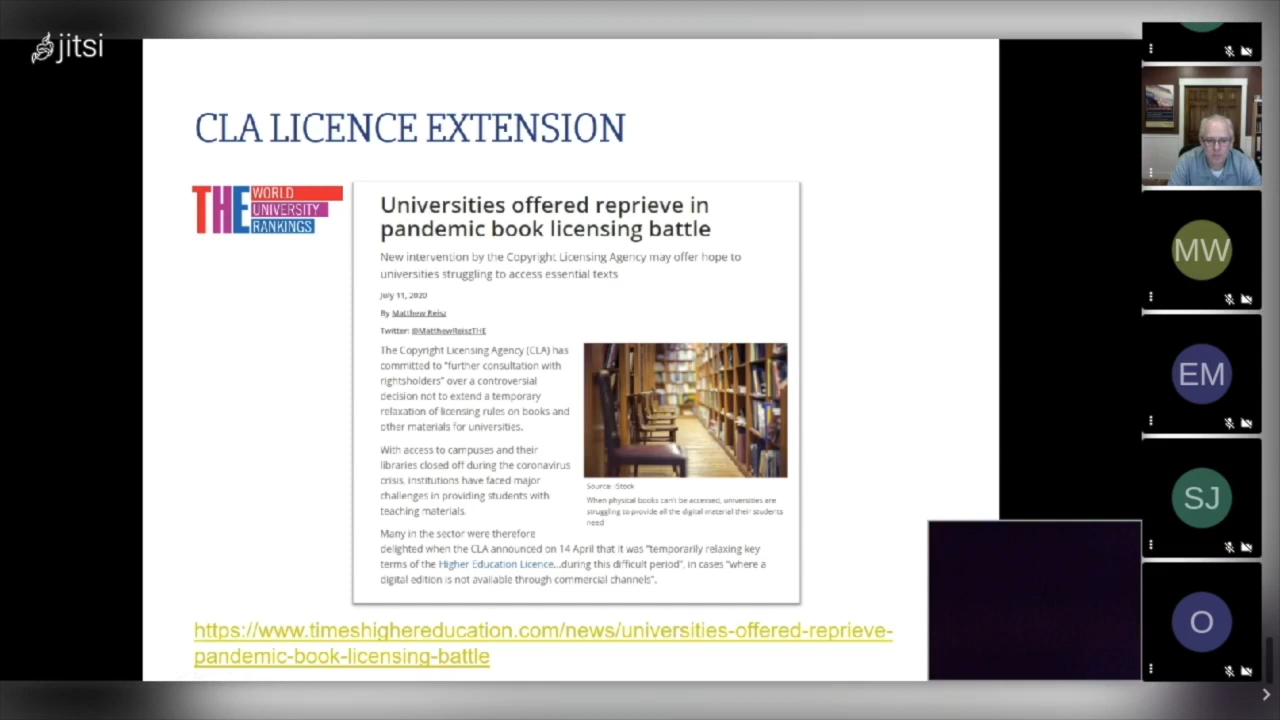 jitsi
CLA LICENCE EXTENSION
THE WORLD
UNIVERSITY
RANKINGS
Universities offered reprieve in
pandemic book licensing battle
New intervention by the Copyright Licensing Agency may offer hope to
universities struggling to access essential texts
July 11, 2020
By Matthew Reisz
Twitter: @MatthewReiszTHE
The Copyright Licensing Agency (CLA) has
committed to "further consultation with
rightsholders" over a controversial
decision not to extend a temporary
relaxation of licensing rules on books and
other materials for universities.
With access to campuses and their
libraries closed off during the coronavirus
crisis, institutions have faced major
challenges in providing students with
teaching materials.
Many in the sector were therefore
delighted when the CLA announced on 14 April that it was "temporarily relaxing key
terms of the Higher Education Licence...during this difficult period", in cases "where a
digital edition is not available through commercial channels".
Source: iStock
When physical books can't be accessed, universities are
struggling to provide all the digital material their students
need
https://www.timeshighereducation.com/news/universities-offered-reprieve-
pandemic-book-licensing-battle
MW
EM
SJ
O